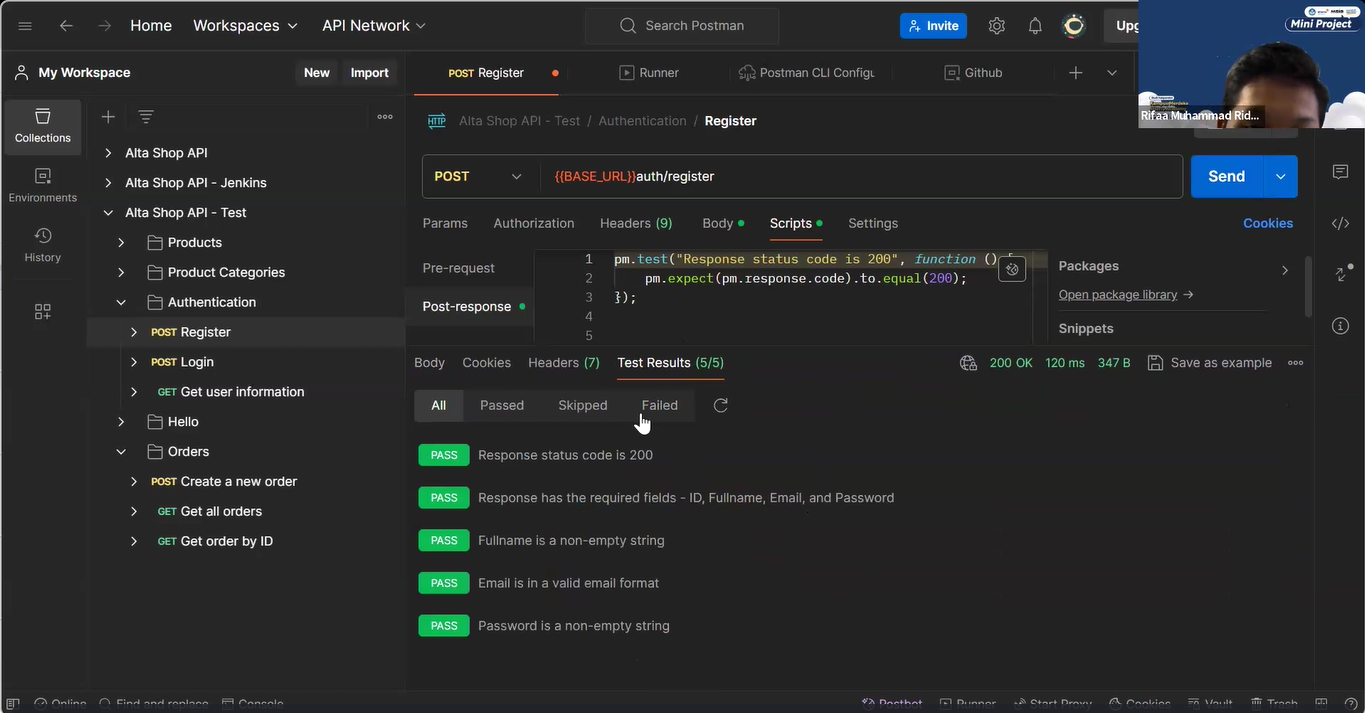 Home Workspaces API Network Search Postman Invite Upg
Mini Project
Rifaa Muhammad Rid...
My Workspace New Import
POST Register Runner Postman CLI Configu Github
Collections
Environments
History
Alta Shop API
Alta Shop API - Jenkins
Alta Shop API - Test
Products
Product Categories
Authentication
POST Register
POST Login
GET Get user information
Hello
Orders
POST Create a new order
GET Get all orders
GET Get order by ID
HTTP Alta Shop API - Test / Authentication / Register
POST {{BASE_URL}}auth/register Send
Params Authorization Headers (9) Body Scripts Settings Cookies
Pre-request
Post-response
1 pm.test("Response status code is 200", function () {
2 pm.expect(pm.response.code).to.equal(200);
3 });
4
5
Packages
Open package library →
Snippets
Body Cookies Headers (7) Test Results (5/5) 200 OK 120 ms 347 B Save as example
All Passed Skipped Failed
PASS Response status code is 200
PASS Response has the required fields - ID, Fullname, Email, and Password
PASS Fullname is a non-empty string
PASS Email is in a valid email format
PASS Password is a non-empty string
Online Find and replace Console Postbot Runner Start Proxy Cookies Vault Trash